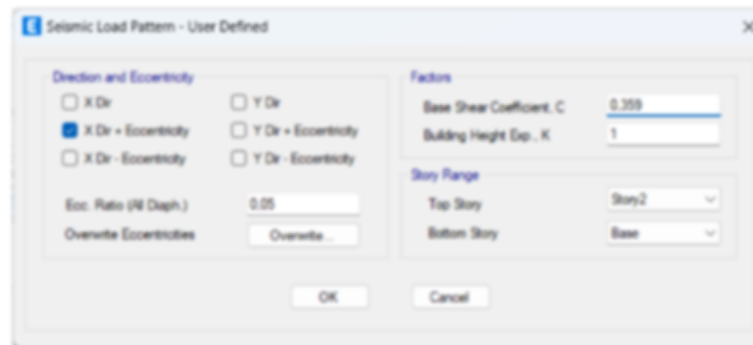 E Seismic Load Pattern - User Defined
Direction and Eccentricity
X Dir
Y Dir
X Dir + Eccentricity
Y Dir + Eccentricity
X Dir - Eccentricity
Y Dir - Eccentricity
Ecc. Ratio (All Diaph.)
0.05
Overwrite Eccentricities
Overwrite...
Factors
Base Shear Coefficient, C
0.359
Building Height Exp., K
1
Story Range
Top Story
Story2
Bottom Story
Base
OK
Cancel